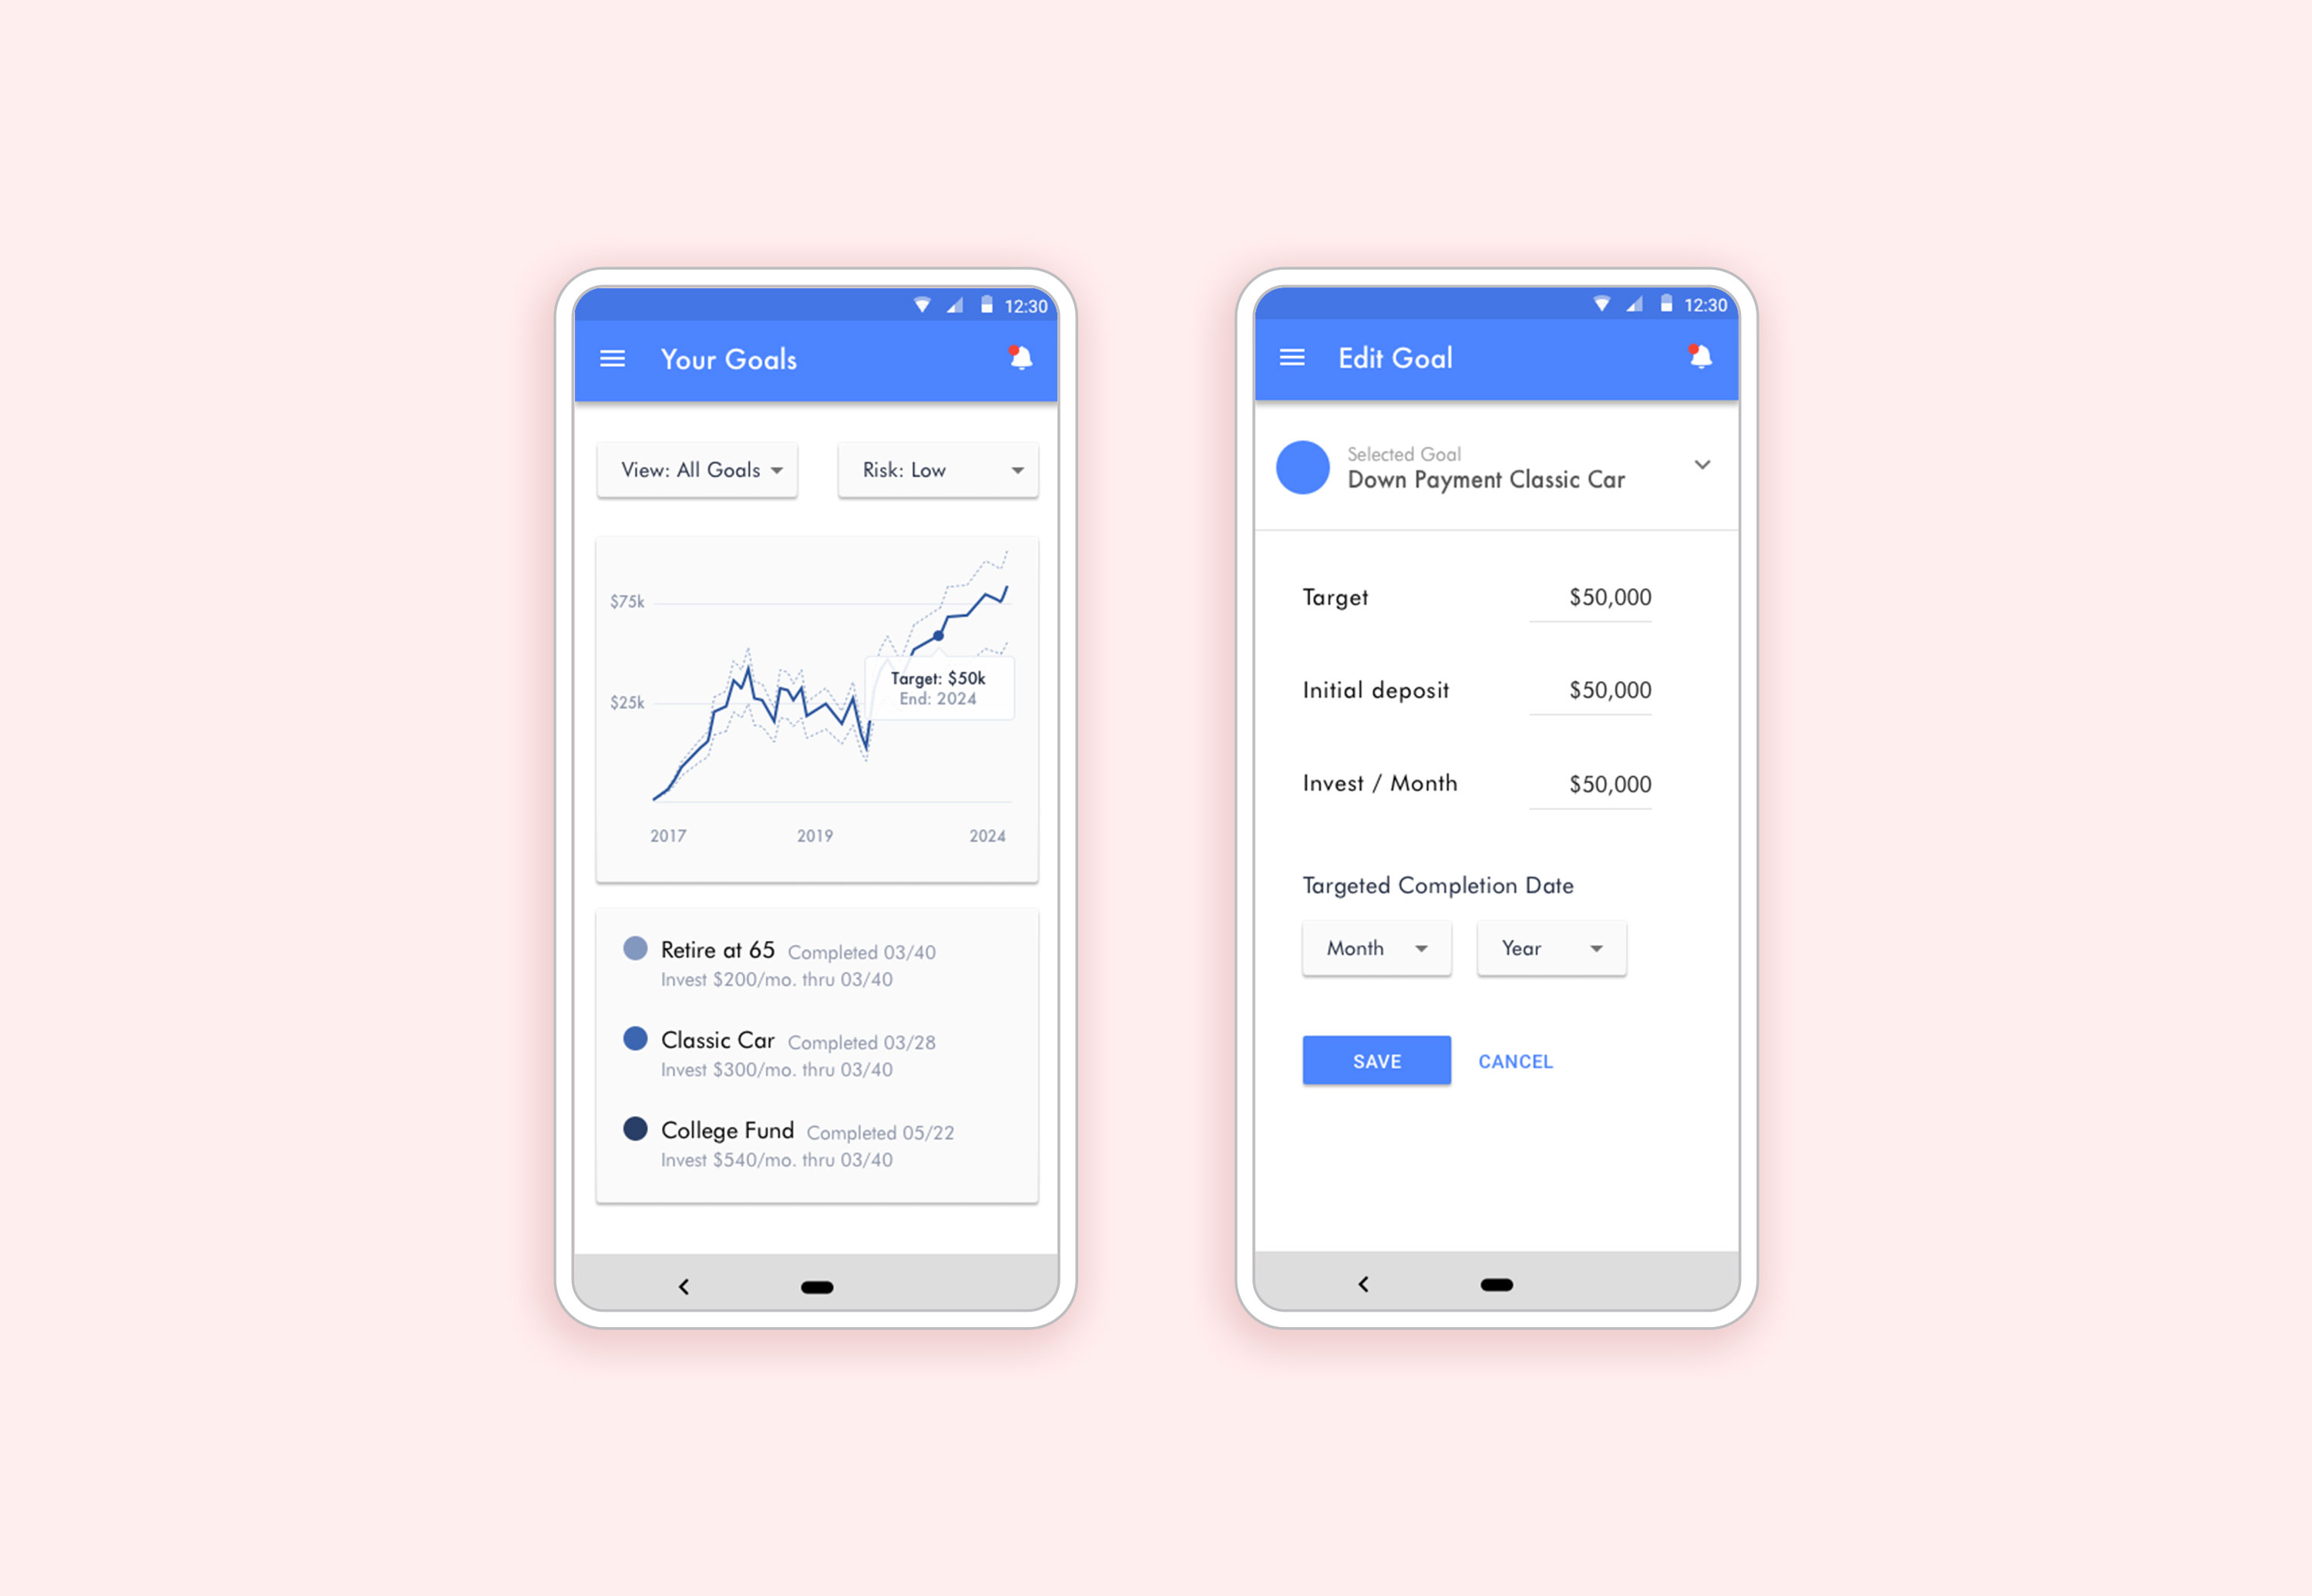 12:30
Your Goals
View: All Goals
Risk: Low
$75k
$25k
Target: $50k
End: 2024
2017 2019 2024
Retire at 65 Completed 03/40
Invest $200/mo. thru 03/40
Classic Car Completed 03/28
Invest $300/mo. thru 03/40
College Fund Completed 05/22
Invest $540/mo. thru 03/40
12:30
Edit Goal
Selected Goal
Down Payment Classic Car
Target $50,000
Initial deposit $50,000
Invest / Month $50,000
Targeted Completion Date
Month
Year
SAVE
CANCEL